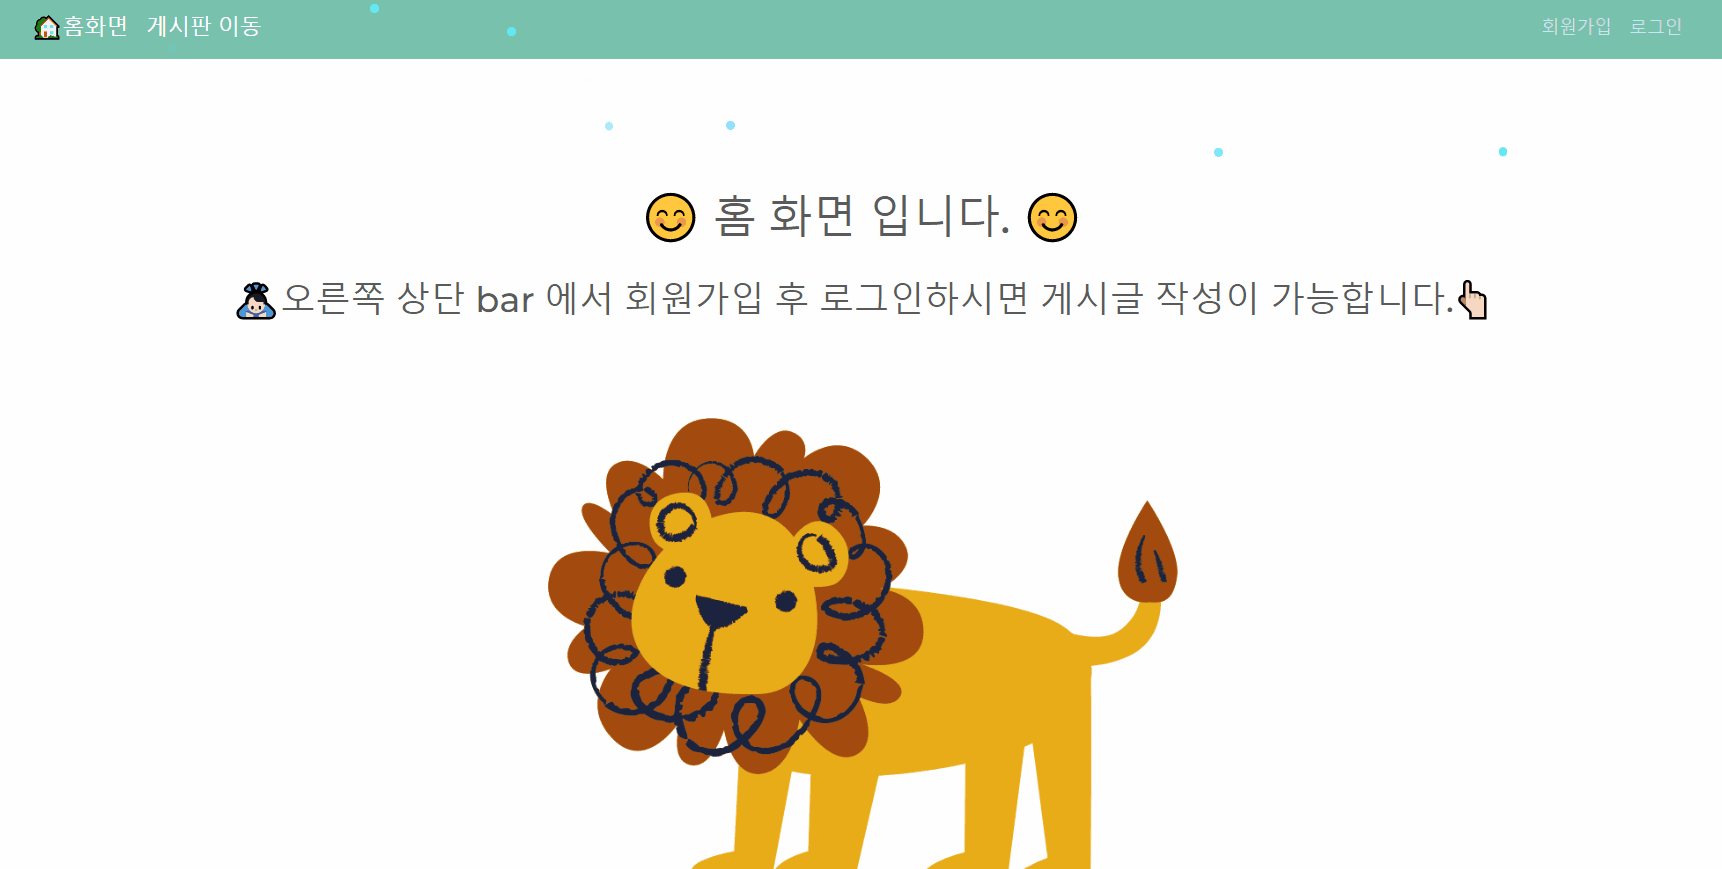 홈화면 게시판 이동 회원가입 로그인
홈 화면 입니다.
오른쪽 상단 bar 에서 회원가입 후 로그인하시면 게시글 작성이 가능합니다.